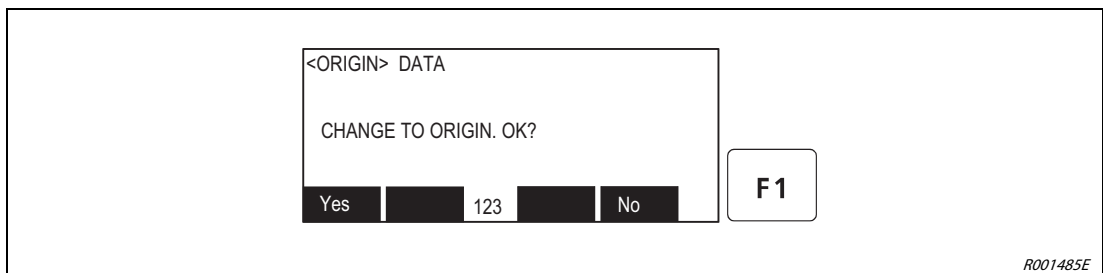 <ORIGIN> DATA
CHANGE TO ORIGIN. OK?
Yes 123 No
F1
R001485E